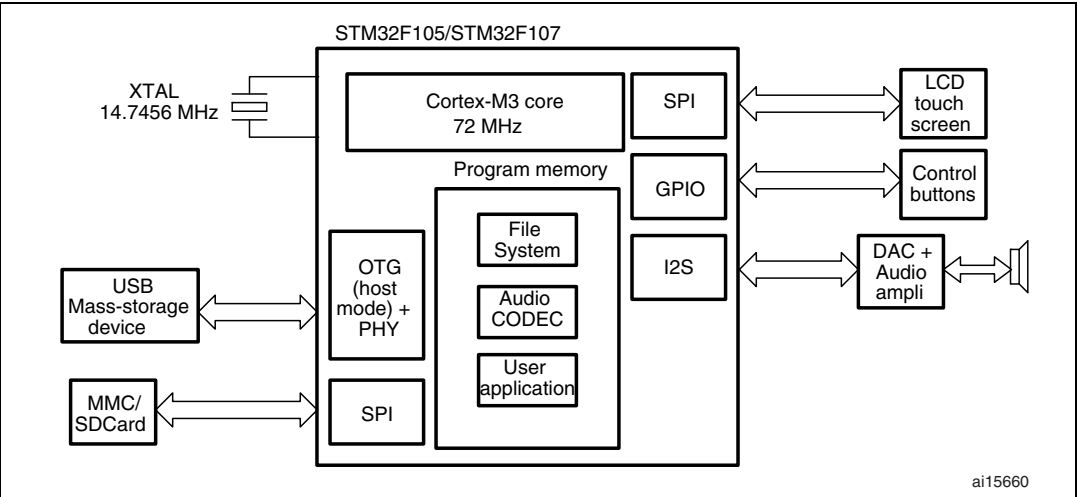 STM32F105/STM32F107
XTAL
14.7456 MHz
Cortex-M3 core
72 MHz
SPI
LCD
touch
screen
Program memory
GPIO
Control
buttons
File
System
OTG
(host
mode) +
PHY
I2S
DAC +
Audio
ampli
USB
Mass-storage
device
Audio
CODEC
User
application
MMC/
SDCard
SPI
ai15660